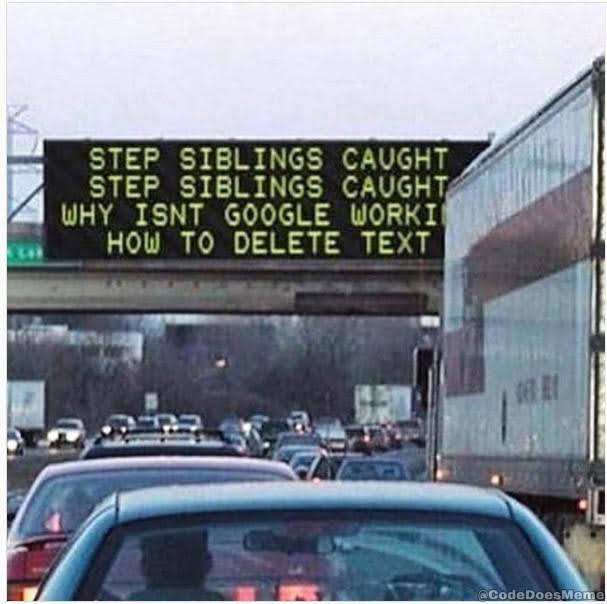 STEP SIBLINGS CAUGHT
STEP SIBLINGS CAUGHT
WHY ISNT GOOGLE WORKI
HOW TO DELETE TEXT
@CodeDoesMeme